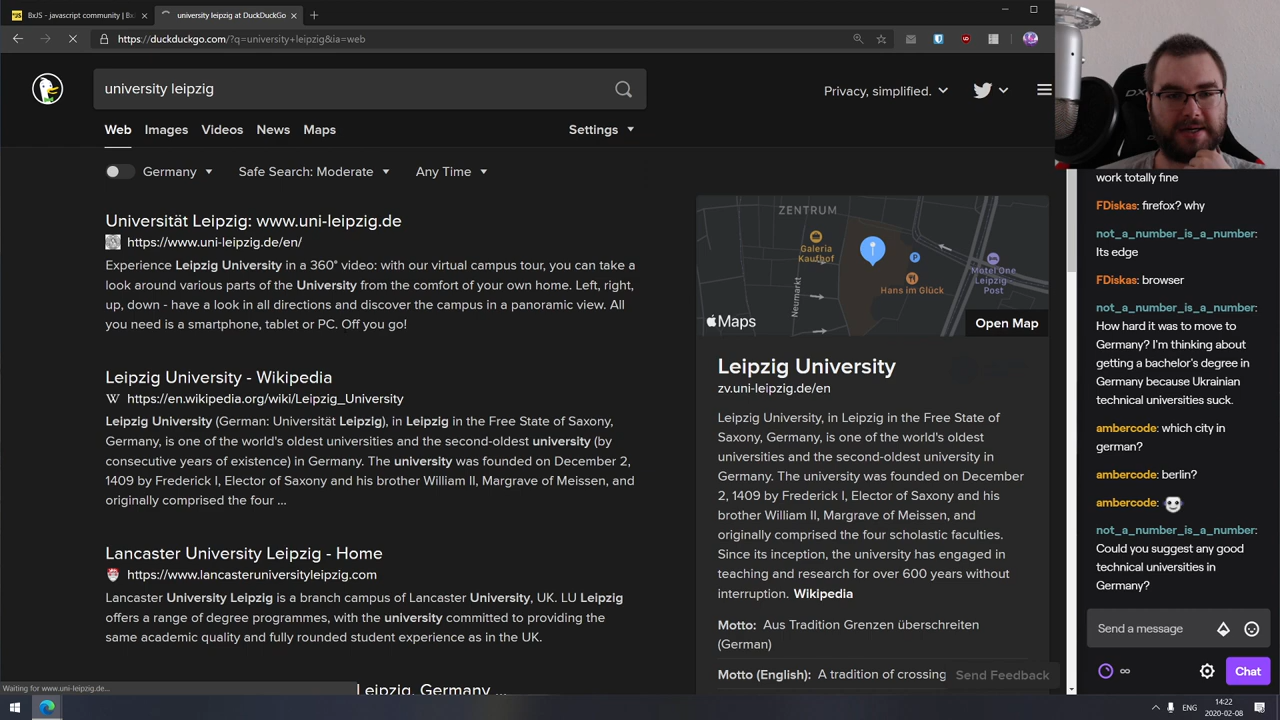 BxJS - javascript community | Bx
university leipzig at DuckDuckGo
https://duckduckgo.com/?q=university+leipzig&ia=web
university leipzig
Privacy, simplified.
Web
Images
Videos
News
Maps
Settings
Germany
Safe Search: Moderate
Any Time
Universität Leipzig: www.uni-leipzig.de
https://www.uni-leipzig.de/en/
Experience Leipzig University in a 360° video: with our virtual campus tour, you can take a
look around various parts of the University from the comfort of your own home. Left, right,
up, down - have a look in all directions and discover the campus in a panoramic view. All
you need is a smartphone, tablet or PC. Off you go!
Leipzig University - Wikipedia
W https://en.wikipedia.org/wiki/Leipzig_University
Leipzig University (German: Universität Leipzig), in Leipzig in the Free State of Saxony,
Germany, is one of the world's oldest universities and the second-oldest university (by
consecutive years of existence) in Germany. The university was founded on December 2,
1409 by Frederick I, Elector of Saxony and his brother William II, Margrave of Meissen, and
originally comprised the four ...
Lancaster University Leipzig - Home
https://www.lancasteruniversityleipzig.com
Lancaster University Leipzig is a branch campus of Lancaster University, UK. LU Leipzig
offers a range of degree programmes, with the university committed to providing the
same academic quality and fully rounded student experience as in the UK.
Leipzig, Germany ...
Waiting for www.uni-leipzig.de...
ZENTRUM
Galeria
Kaufhof
P
Motel One
Leipzig -
Post
Hans im Glück
Neumarkt
Maps
Open Map
Leipzig University
zv.uni-leipzig.de/en
Leipzig University, in Leipzig in the Free State of
Saxony, Germany, is one of the world's oldest
universities and the second-oldest university in
Germany. The university was founded on December
2, 1409 by Frederick I, Elector of Saxony and his
brother William II, Margrave of Meissen, and
originally comprised the four scholastic faculties.
Since its inception, the university has engaged in
teaching and research for over 600 years without
interruption. Wikipedia
Motto: Aus Tradition Grenzen überschreiten
(German)
Motto (English): A tradition of crossing
Send Feedback
DX
work totally fine
FDiskas: firefox? why
not_a_number_is_a_number:
Its edge
FDiskas: browser
not_a_number_is_a_number:
How hard it was to move to
Germany? I'm thinking about
getting a bachelor's degree in
Germany because Ukrainian
technical universities suck.
ambercode: which city in
german?
ambercode: berlin?
ambercode:
not_a_number_is_a_number:
Could you suggest any good
technical universities in
Germany?
Send a message
∞
Chat
ENG
14:22
2020-02-08